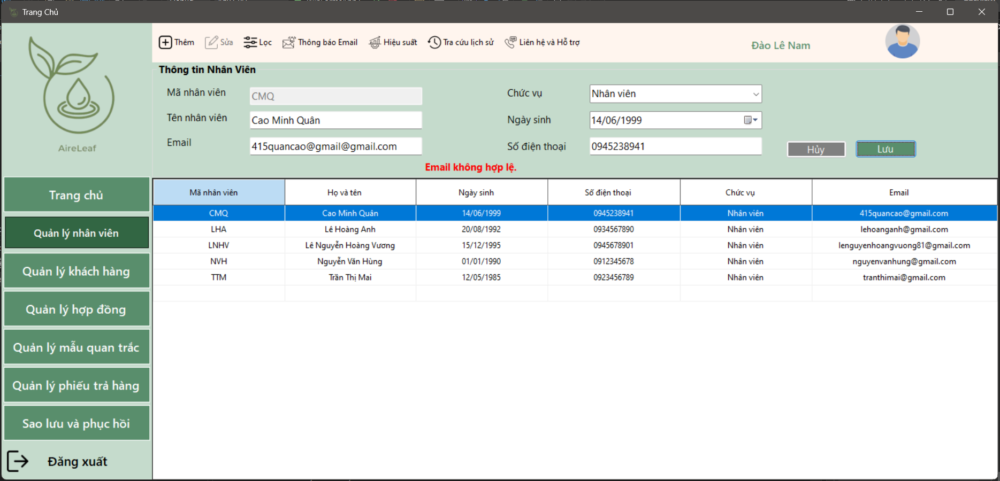 Trang Chủ
AireLeaf
Trang chủ
Quản lý nhân viên
Quản lý khách hàng
Quản lý hợp đồng
Quản lý mẫu quan trắc
Quản lý phiếu trả hàng
Sao lưu và phục hồi
Đăng xuất
Thêm Sửa Lọc Thông báo Email Hiệu suất Tra cứu lịch sử Liên hệ và Hỗ trợ Đào Lê Nam
Thông tin Nhân Viên
Mã nhân viên CMQ Chức vụ Nhân viên
Tên nhân viên Cao Minh Quân Ngày sinh 14/06/1999
Email 415quancao@gmail@gmail.com Số điện thoại 0945238941 Hủy Lưu
Email không hợp lệ.
Mã nhân viên Họ và tên Ngày sinh Số điện thoại Chức vụ Email
CMQ Cao Minh Quân 14/06/1999 0945238941 Nhân viên 415quancao@gmail.com
LHA Lê Hoàng Anh 20/08/1992 0934567890 Nhân viên lehoanganh@gmail.com
LNHV Lê Nguyễn Hoàng Vương 15/12/1995 0945678901 Nhân viên lenguyenhoangvuong81@gmail.com
NVH Nguyễn Văn Hùng 01/01/1990 0912345678 Nhân viên nguyenvanhung@gmail.com
TTM Trần Thị Mai 12/05/1985 0923456789 Nhân viên tranthimai@gmail.com